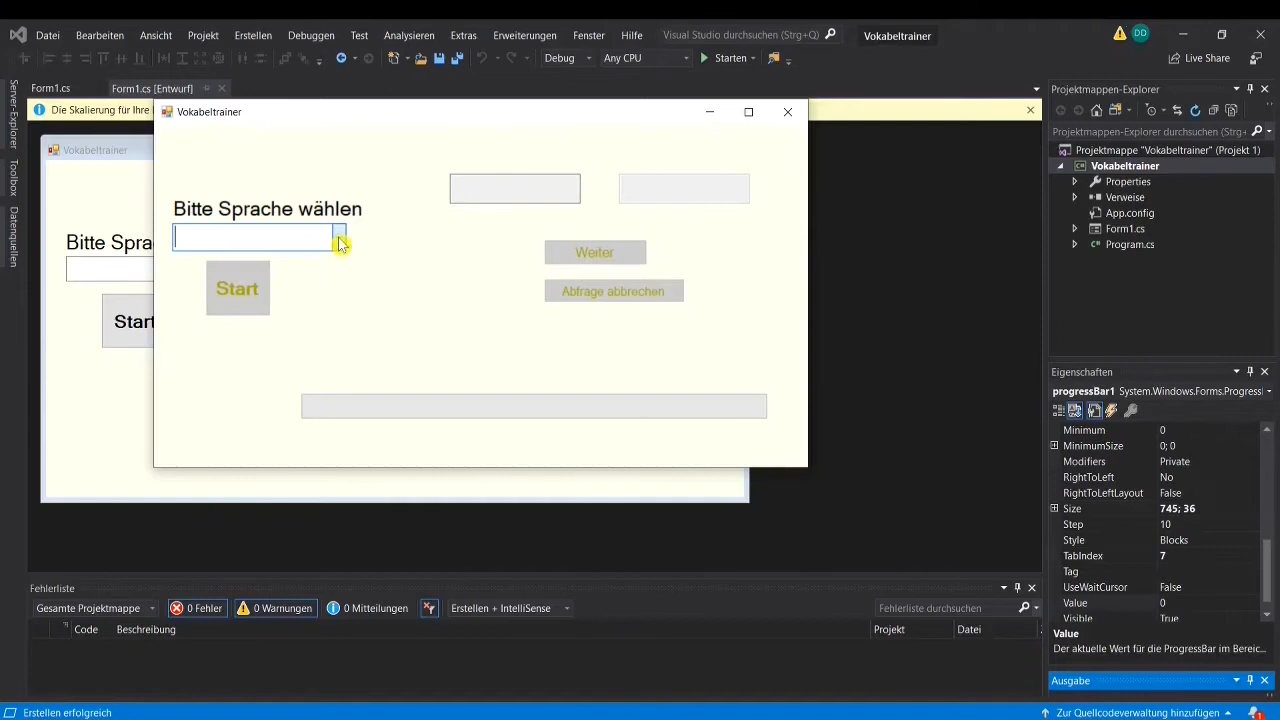 Datei Bearbeiten Ansicht Projekt Erstellen Debuggen Test Analysieren Extras Erweiterungen Fenster Hilfe Visual Studio durchsuchen (Strg+Q) Vokabeltrainer DD
Debug Any CPU Starten Live Share
Form1.cs Form1.cs [Entwurf]
Die Skalierung für Ihre
Server-Explorer
Toolbox
Datenquellen
Vokabeltrainer
Bitte Spra
Start
Vokabeltrainer
Bitte Sprache wählen
Start
Weiter
Abfrage abbrechen
Projektmappen-Explorer
Projektmappen-Explorer durchsuchen (Strg+
Projektmappe "Vokabeltrainer" (Projekt 1)
Vokabeltrainer
Properties
Verweise
App.config
Form1.cs
Program.cs
Eigenschaften
progressBar1 System.Windows.Forms.Progress
Minimum 0
MinimumSize 0; 0
Modifiers Private
RightToLeft No
RightToLeftLayout False
Size 745; 36
Step 10
Style Blocks
TabIndex 7
Tag
UseWaitCursor False
Value 0
Visible True
Value
Der aktuelle Wert für die ProgressBar im Bereic...
Ausgabe
Fehlerliste
Gesamte Projektmappe 0 Fehler 0 Warnungen 0 Mitteilungen Erstellen + IntelliSense Fehlerliste durchsuchen
Code Beschreibung Projekt Datei
Erstellen erfolgreich Zur Quellcodeverwaltung hinzufügen 1